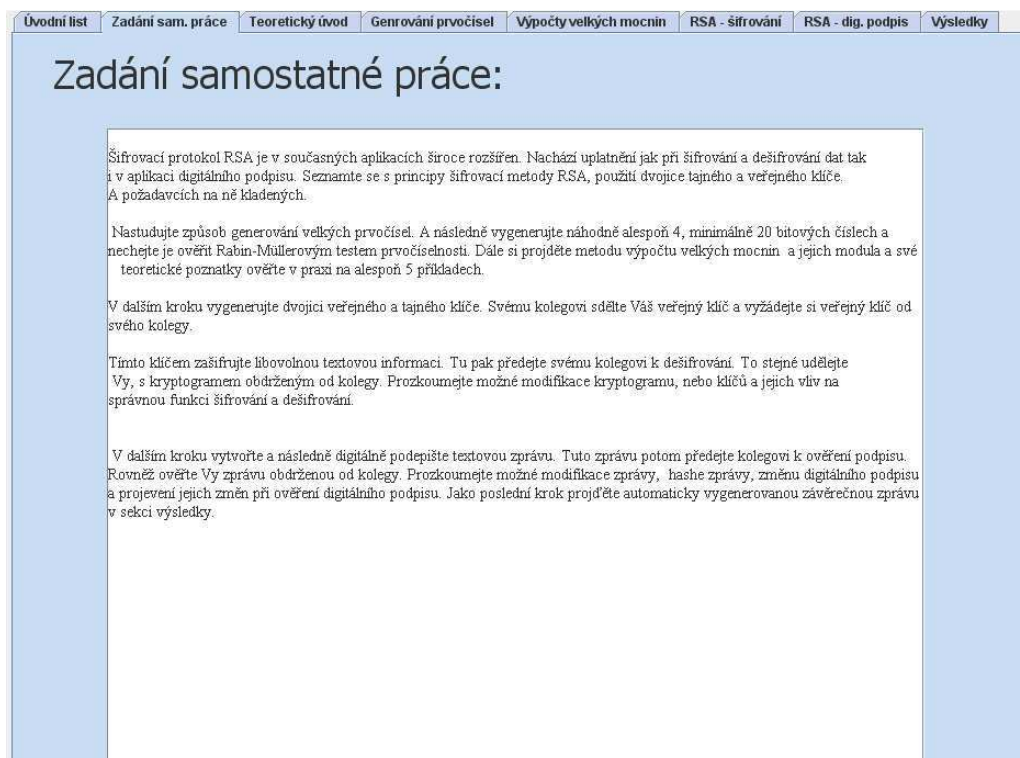 Úvodní list Zadání sam. práce Teoretický úvod Genrování prvočísel Výpočty velkých mocnin RSA - šifrování RSA - dig. podpis Výsledky
Zadání samostatné práce:
Šifrovací protokol RSA je v současných aplikacích široce rozšířen. Nachází uplatnění jak při šifrování a dešifrování dat tak
i v aplikaci digitálního podpisu. Seznamte se s principy šifrovací metody RSA, použití dvojice tajného a veřejného klíče.
A požadavcích na ně kladených.
Nastudujte způsob generování velkých prvočísel. A následně vygenerujte náhodně alespoň 4, minimálně 20 bitových číslech a
nechejte je ověřit Rabin-Müllerovým testem prvočíselnosti. Dále si projděte metodu výpočtu velkých mocnin a jejich modula a své
teoretické poznatky ověřte v praxi na alespoň 5 příkladech.
V dalším kroku vygenerujte dvojici veřejného a tajného klíče. Svému kolegovi sdělte Váš veřejný klíč a vyžádejte si veřejný klíč od
svého kolegy.
Tímto klíčem zašifrujte libovolnou textovou informaci. Tu pak předejte svému kolegovi k dešifrování. To stejné udělejte
Vy, s kryptogramem obdrženým od kolegy. Prozkoumejte možné modifikace kryptogramu, nebo klíčů a jejich vliv na
správnou funkci šifrování a dešifrování.
V dalším kroku vytvořte a následně digitálně podepište textovou zprávu. Tuto zprávu potom předejte kolegovi k ověření podpisu.
Rovněž ověřte Vy zprávu obdrženou od kolegy. Prozkoumejte možné modifikace zprávy, hashe zprávy, změnu digitálního podpisu
a projevení jejich změn při ověření digitálního podpisu. Jako poslední krok projďěte automaticky vygenerovanou závěrečnou zprávu
v sekci výsledky.